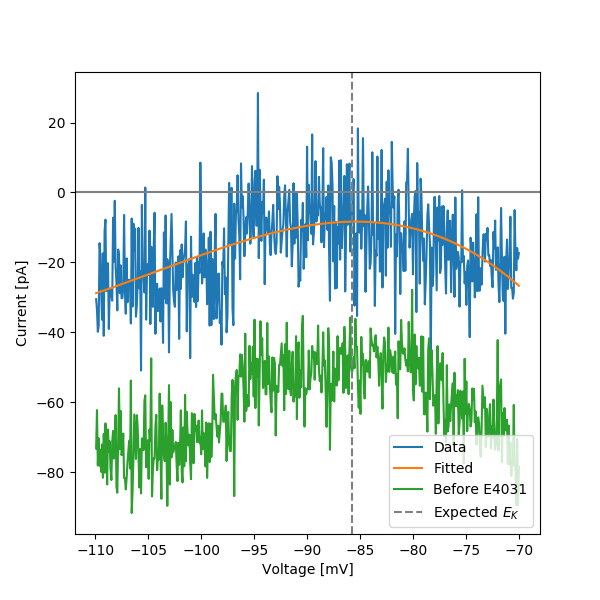 20
0
−20
−40
−60
−80
Current [pA]
−110 −105 −100 −95 −90 −85 −80 −75 −70
Voltage [mV]
Data
Fitted
Before E4031
Expected E_K